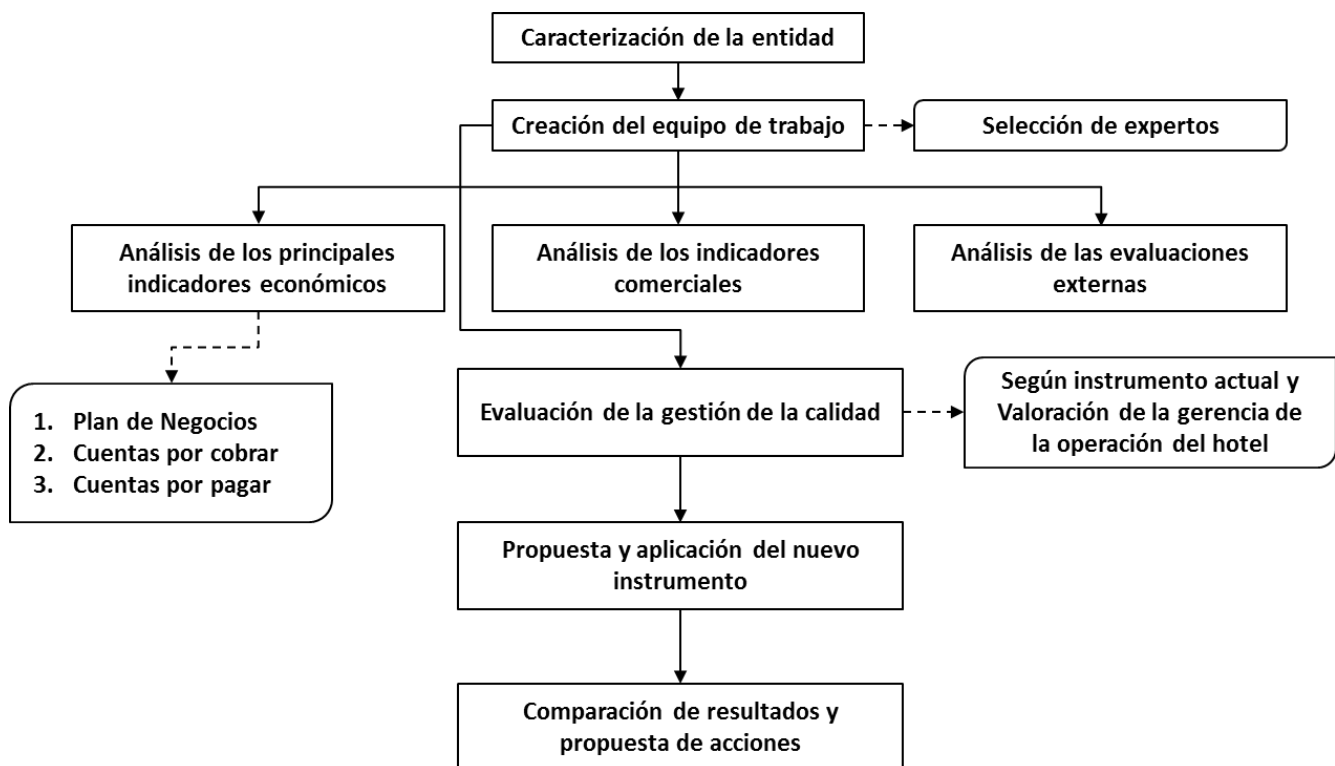 Caracterización de la entidad
Creación del equipo de trabajo
Selección de expertos
Análisis de los principales
indicadores económicos
Análisis de los indicadores
comerciales
Análisis de las evaluaciones
externas
1. Plan de Negocios
2. Cuentas por cobrar
3. Cuentas por pagar
Evaluación de la gestión de la calidad
Según instrumento actual y
Valoración de la gerencia de
la operación del hotel
Propuesta y aplicación del nuevo
instrumento
Comparación de resultados y
propuesta de acciones